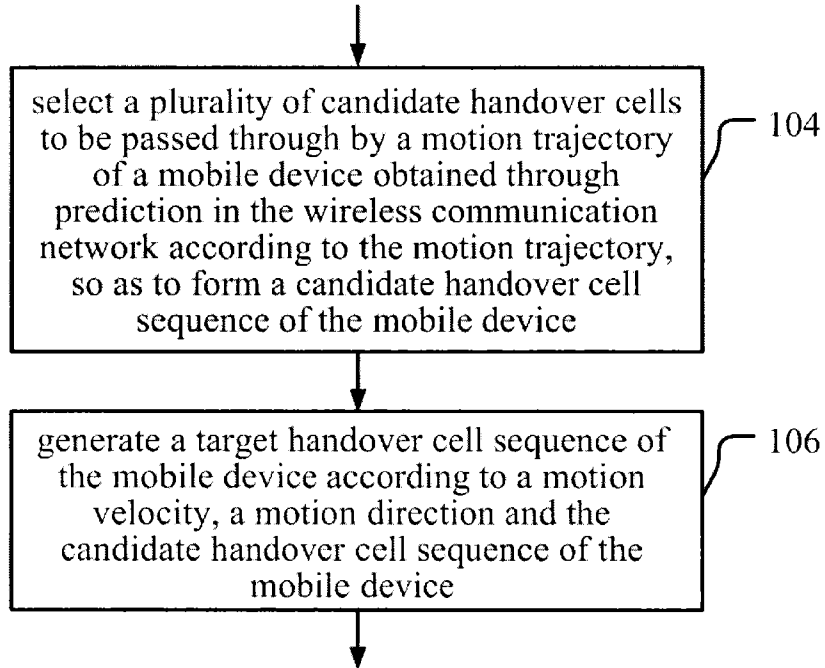 select a plurality of candidate handover cells
to be passed through by a motion trajectory
of a mobile device obtained through
prediction in the wireless communication
network according to the motion trajectory,
so as to form a candidate handover cell
sequence of the mobile device
104
generate a target handover cell sequence of
the mobile device according to a motion
velocity, a motion direction and the
candidate handover cell sequence of the
mobile device
106